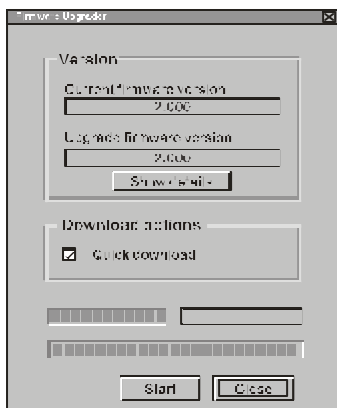 Firmware Upgrader
Version
Current firmware version
2.000
Upgrade firmware version
2.000
Show details
Download actions
Quick download
Start
Close